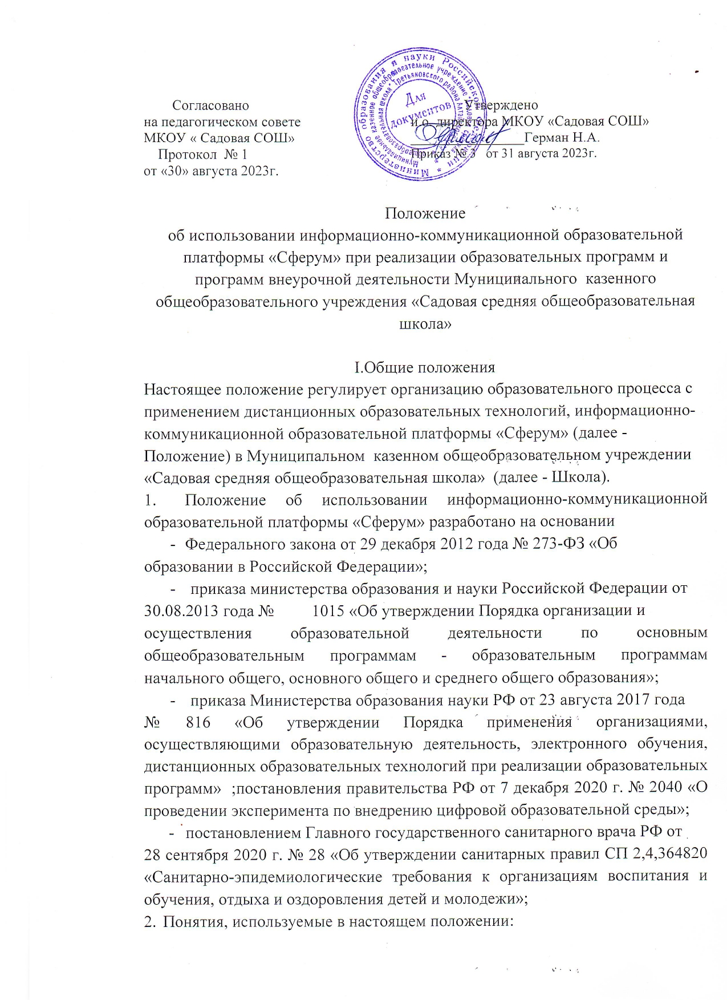 Согласовано
на педагогическом совете
МКОУ « Садовая СОШ»
Протокол № 1
от «30» августа 2023г.
Министерство образования и науки Российской Федерации
Для
документов
Утверждено
и.о. директора МКОУ «Садовая СОШ»
Герман Н.А.
Приказ № 3 от 31 августа 2023г.
Положение
об использовании информационно-коммуникационной образовательной
платформы «Сферум» при реализации образовательных программ и
программ внеурочной деятельности Муниципального казенного
общеобразовательного учреждения «Садовая средняя общеобразовательная
школа»
I.Общие положения
Настоящее положение регулирует организацию образовательного процесса с
применением дистанционных образовательных технологий, информационно-
коммуникационной образовательной платформы «Сферум» (далее -
Положение) в Муниципальном казенном общеобразовательном учреждении
«Садовая средняя общеобразовательная школа» (далее - Школа).
1. Положение об использовании информационно-коммуникационной
образовательной платформы «Сферум» разработано на основании
- Федерального закона от 29 декабря 2012 года № 273-ФЗ «Об
образовании в Российской Федерации»;
- приказа министерства образования и науки Российской Федерации от
30.08.2013 года № 1015 «Об утверждении Порядка организации и
осуществления образовательной деятельности по основным
общеобразовательным программам - образовательным программам
начального общего, основного общего и среднего общего образования»;
- приказа Министерства образования науки РФ от 23 августа 2017 года
№ 816 «Об утверждении Порядка применения организациями,
осуществляющими образовательную деятельность, электронного обучения,
дистанционных образовательных технологий при реализации образовательных
программ» ;постановления правительства РФ от 7 декабря 2020 г. № 2040 «О
проведении эксперимента по внедрению цифровой образовательной среды»;
- постановлением Главного государственного санитарного врача РФ от
28 сентября 2020 г. № 28 «Об утверждении санитарных правил СП 2,4,364820
«Санитарно-эпидемиологические требования к организациям воспитания и
обучения, отдыха и оздоровления детей и молодежи»;
2. Понятия, используемые в настоящем положении: